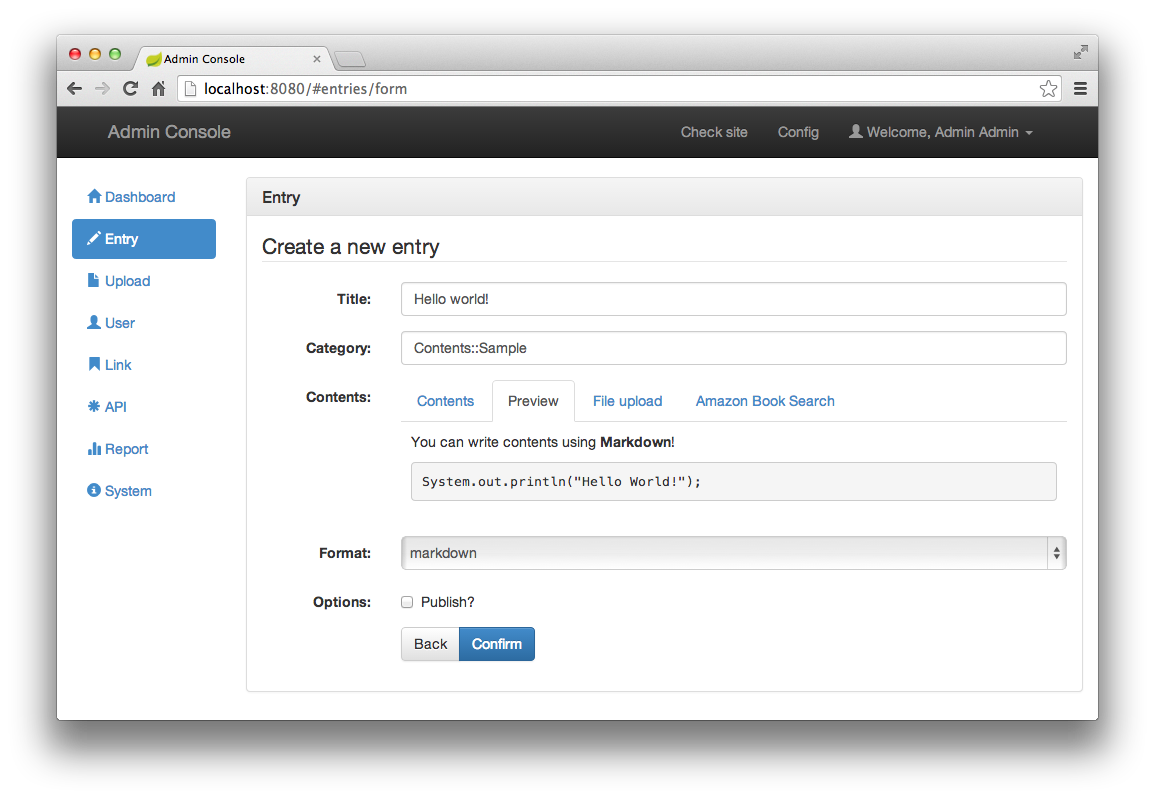 Admin Console
localhost:8080/#entries/form
Admin Console
Check site
Config
Welcome, Admin Admin
Dashboard
Entry
Upload
User
Link
API
Report
System
Entry
Create a new entry
Title: Hello world!
Category: Contents::Sample
Contents: Contents Preview File upload Amazon Book Search
You can write contents using Markdown!
System.out.println("Hello World!");
Format: markdown
Options: Publish?
Back Confirm